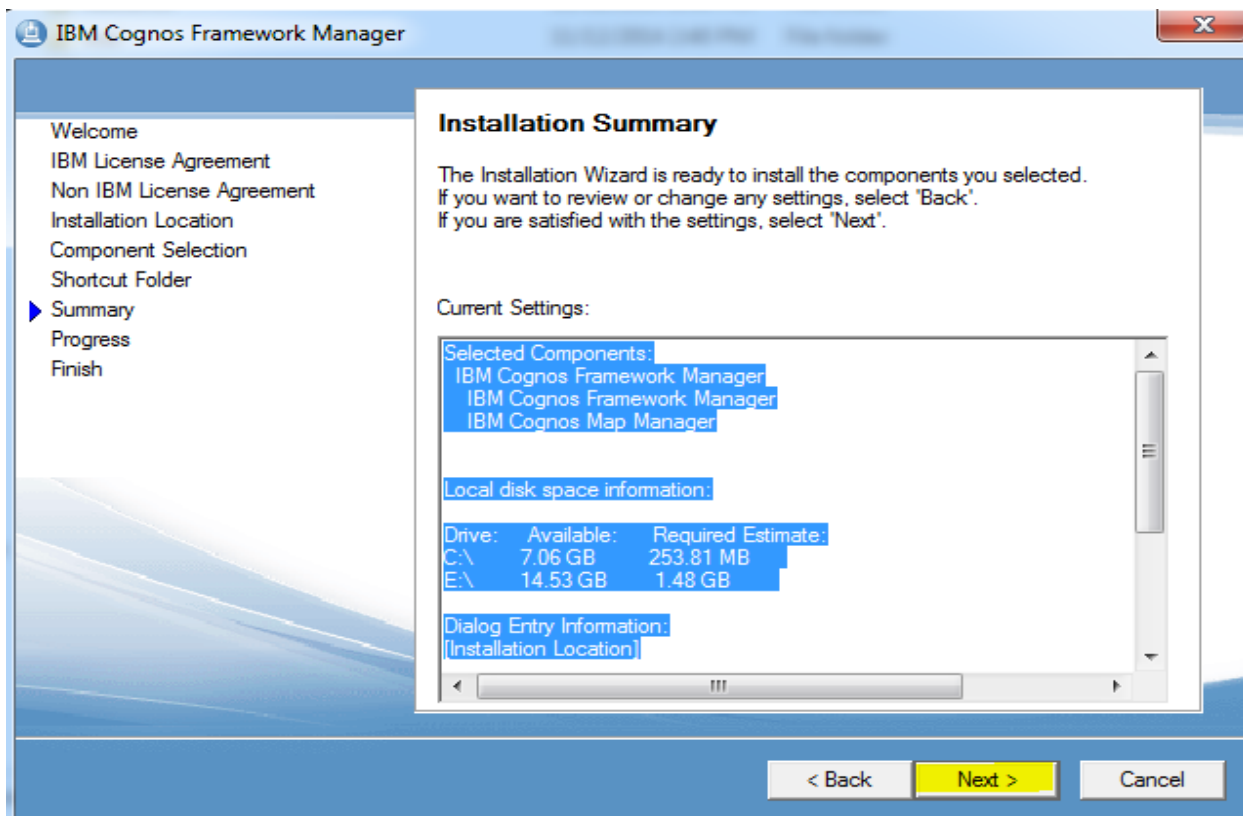 IBM Cognos Framework Manager
Welcome
IBM License Agreement
Non IBM License Agreement
Installation Location
Component Selection
Shortcut Folder
Summary
Progress
Finish
Installation Summary
The Installation Wizard is ready to install the components you selected.
If you want to review or change any settings, select "Back".
If you are satisfied with the settings, select "Next".
Current Settings:
Selected Components:
IBM Cognos Framework Manager
IBM Cognos Framework Manager
IBM Cognos Map Manager
Local disk space information:
Drive: Available: Required Estimate:
C:\ 7.06 GB 253.81 MB
E:\ 14.53 GB 1.48 GB
Dialog Entry Information:
[Installation Location]
< Back Next > Cancel